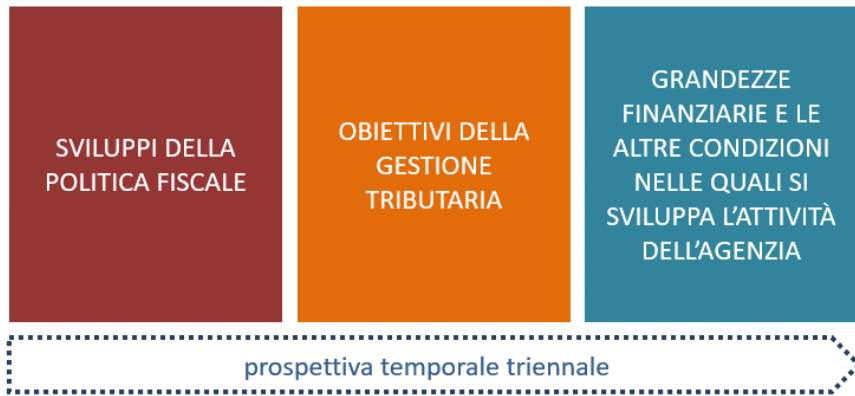 SVILUPPI DELLA
POLITICA FISCALE
OBIETTIVI DELLA
GESTIONE
TRIBUTARIA
GRANDEZZE
FINANZIARIE E LE
ALTRE CONDIZIONI
NELLE QUALI SI
SVILUPPA L'ATTIVITÀ
DELL'AGENZIA
prospettiva temporale triennale